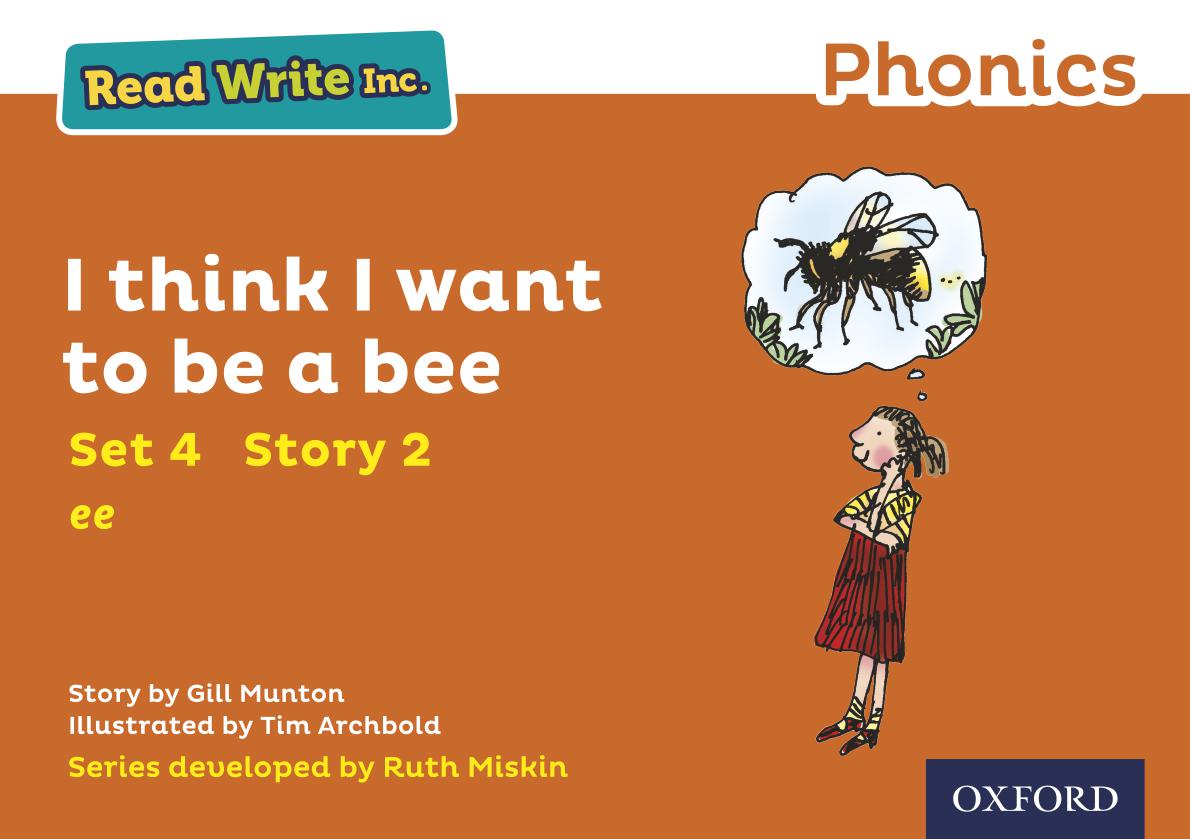 Read Write Inc.
Phonics
I think I want
to be a bee
Set 4 Story 2
ee
Story by Gill Munton
Illustrated by Tim Archbold
Series developed by Ruth Miskin
OXFORD